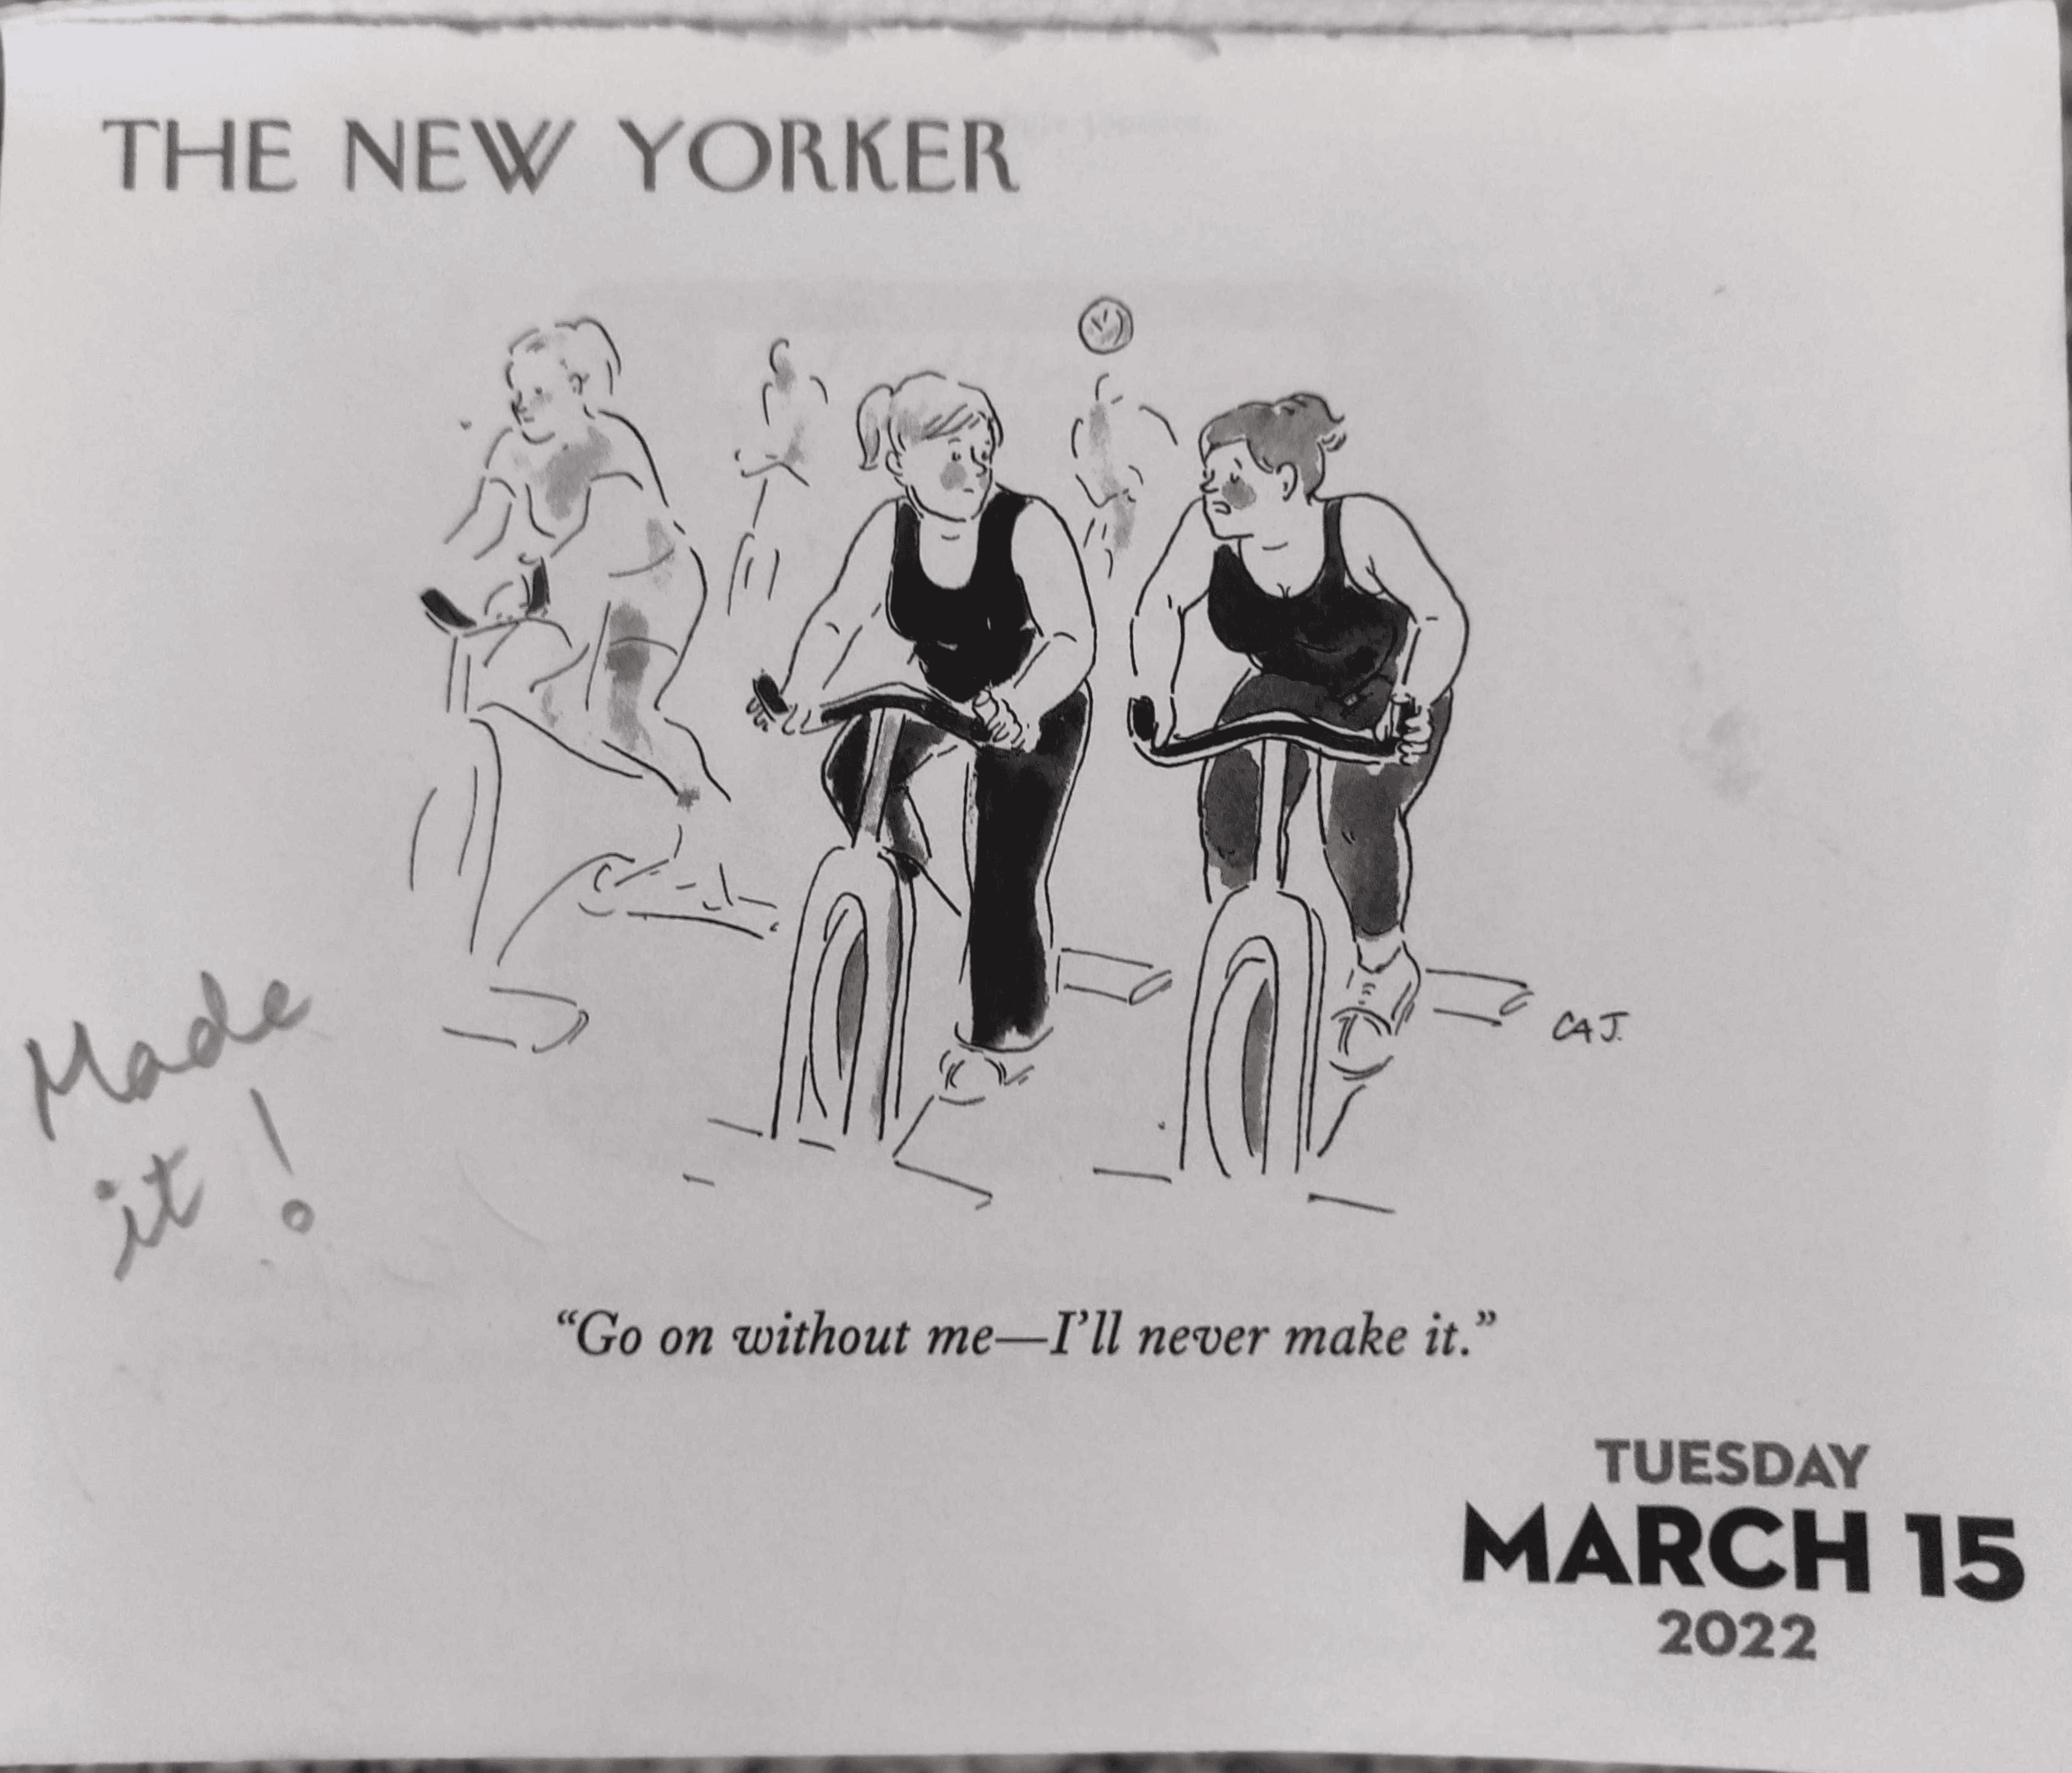 THE NEW YORKER
CAJ.
Made
it!
“Go on without me—I’ll never make it.”
TUESDAY
MARCH 15
2022